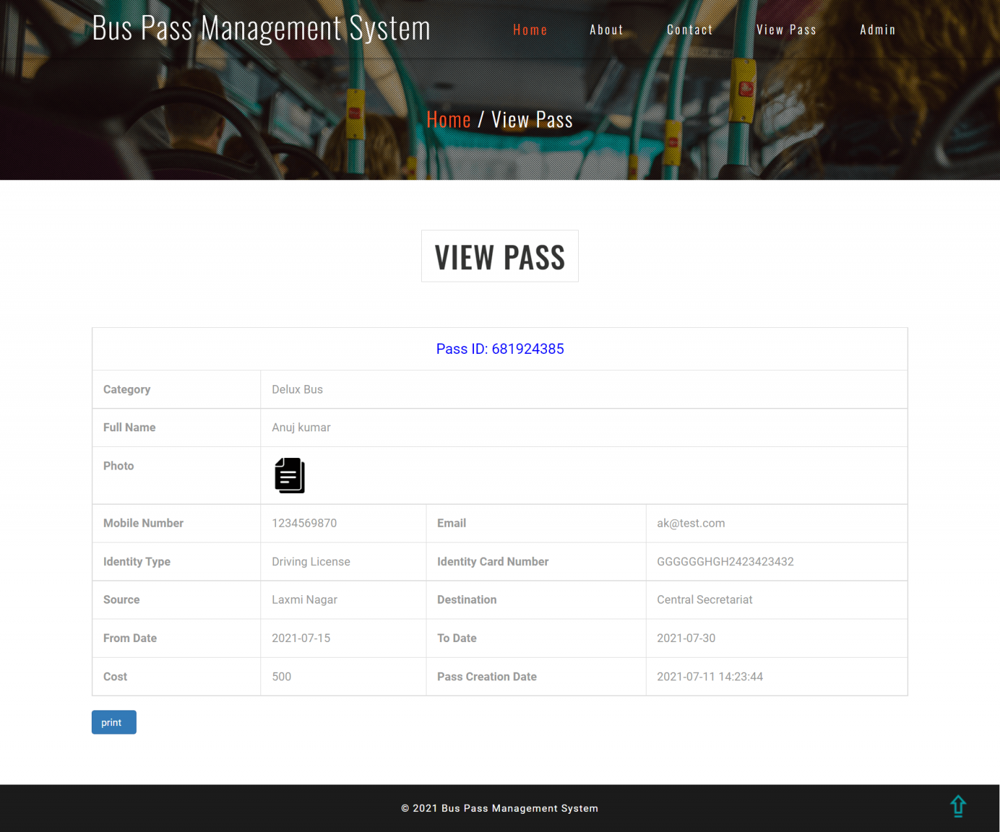 Bus Pass Management System
Home About Contact View Pass Admin
Home / View Pass
VIEW PASS
Pass ID: 681924385
Category Delux Bus
Full Name Anuj kumar
Photo
Mobile Number 1234569870 Email ak@test.com
Identity Type Driving License Identity Card Number GGGGGGHGH2423423432
Source Laxmi Nagar Destination Central Secretariat
From Date 2021-07-15 To Date 2021-07-30
Cost 500 Pass Creation Date 2021-07-11 14:23:44
print
© 2021 Bus Pass Management System